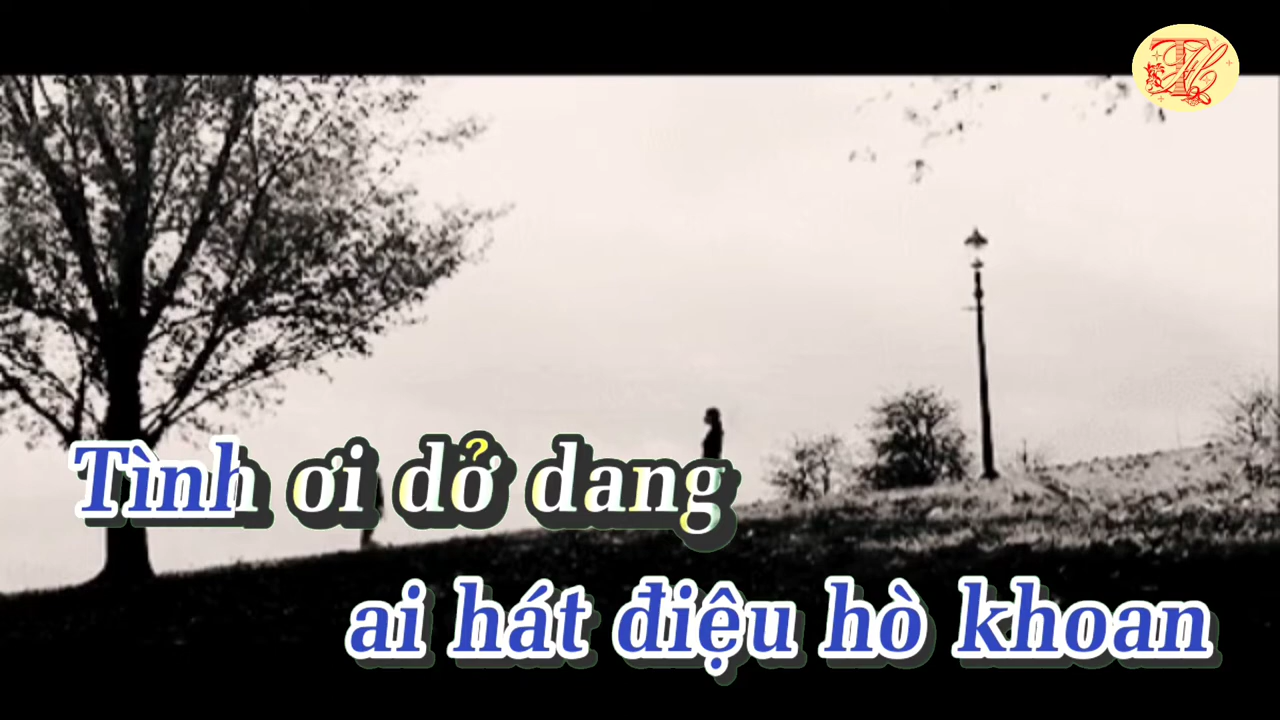 Tình ơi dở dang
ai hát điệu hò khoan